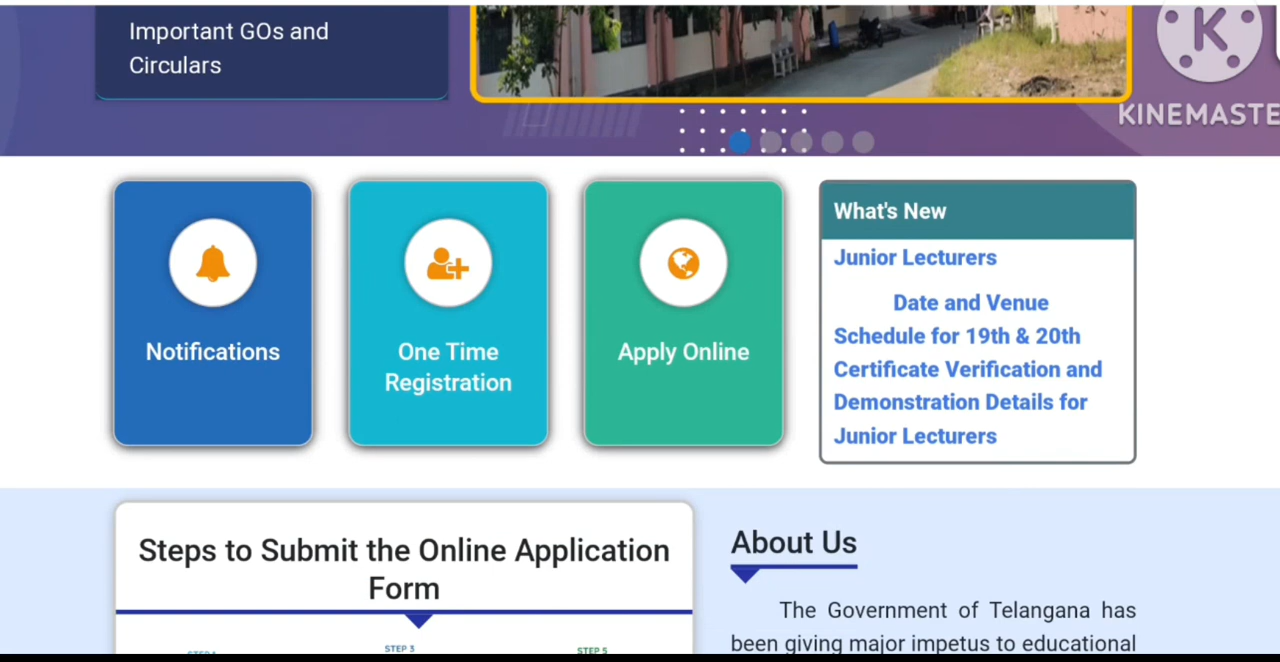 Important GOs and
Circulars
K
KINEMASTE
Notifications
One Time
Registration
Apply Online
What's New
Junior Lecturers
Date and Venue
Schedule for 19th & 20th
Certificate Verification and
Demonstration Details for
Junior Lecturers
Steps to Submit the Online Application
Form
STEP 3
STEP 5
About Us
The Government of Telangana has
been giving major impetus to educational